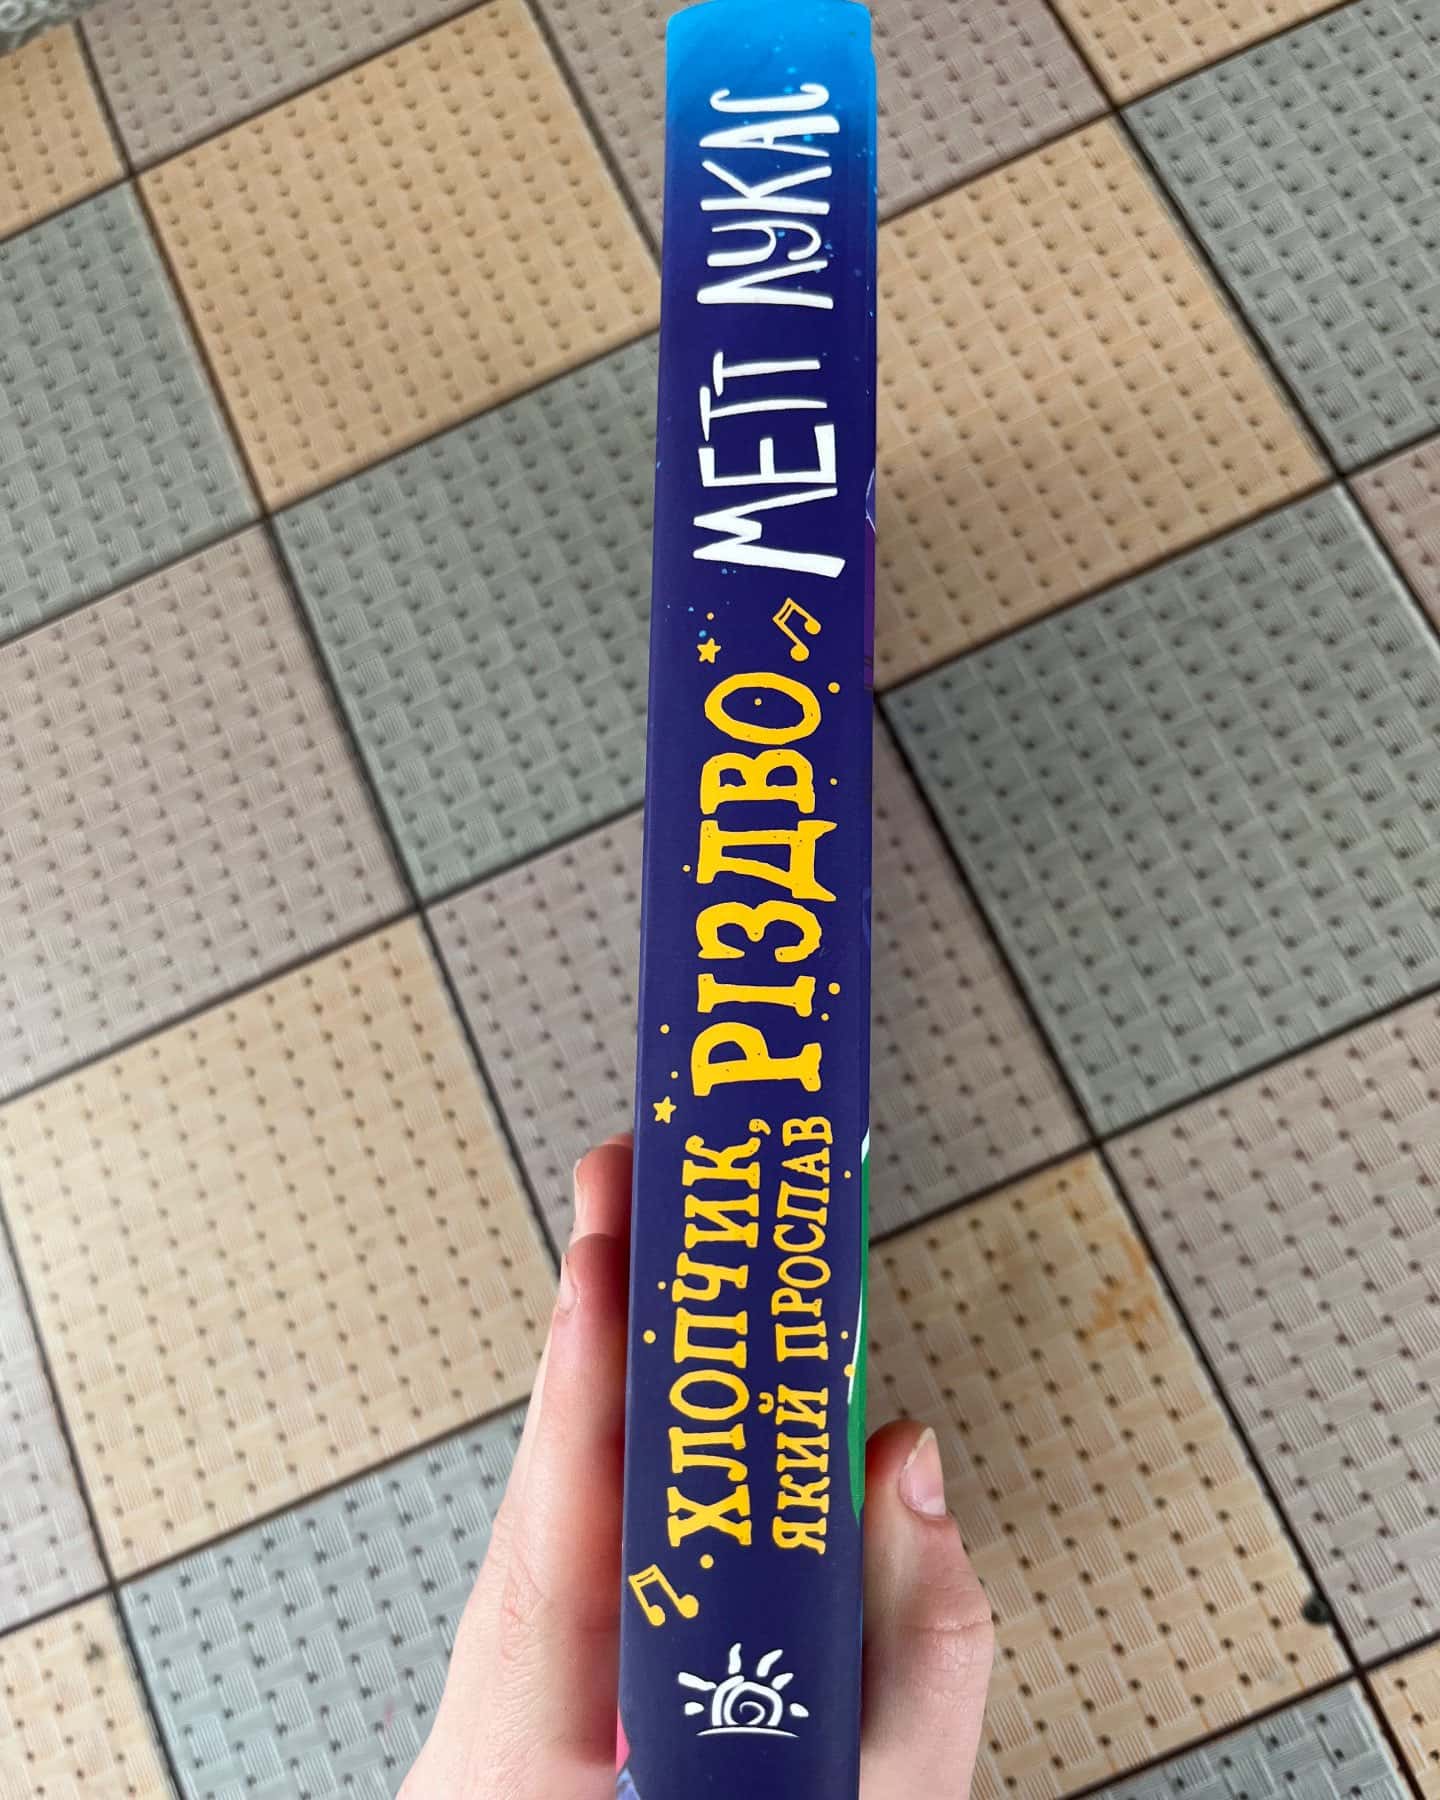 ХЛОПЧИК,
ЯКИЙ ПРОСПАВ
РІЗДВО
МЕТТ ЛУКАС